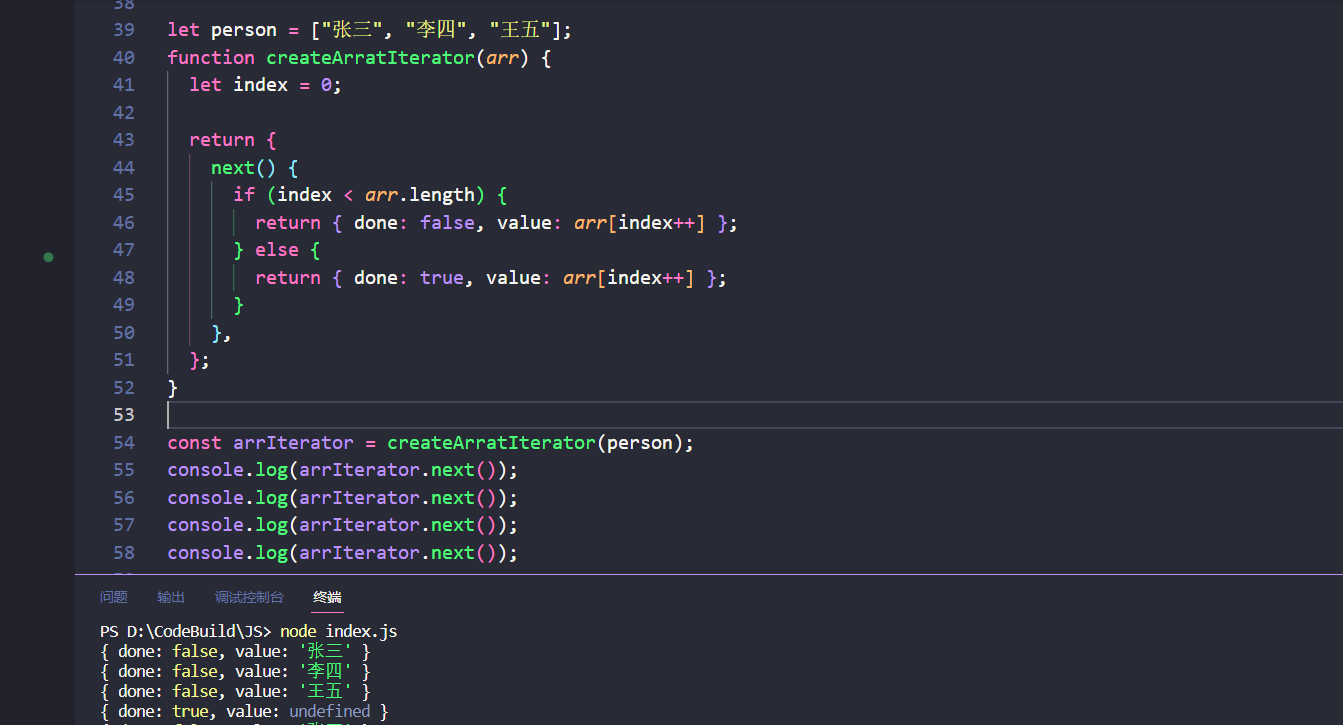 38
39 let person = ["张三", "李四", "王五"];
40 function createArratIterator(arr) {
41 let index = 0;
42
43 return {
44 next() {
45 if (index < arr.length) {
46 return { done: false, value: arr[index++] };
47 } else {
48 return { done: true, value: arr[index++] };
49 }
50 },
51 };
52 }
53
54 const arrIterator = createArratIterator(person);
55 console.log(arrIterator.next());
56 console.log(arrIterator.next());
57 console.log(arrIterator.next());
58 console.log(arrIterator.next());
问题 输出 调试控制台 终端
PS D:\CodeBuild\JS> node index.js
{ done: false, value: '张三' }
{ done: false, value: '李四' }
{ done: false, value: '王五' }
{ done: true, value: undefined }